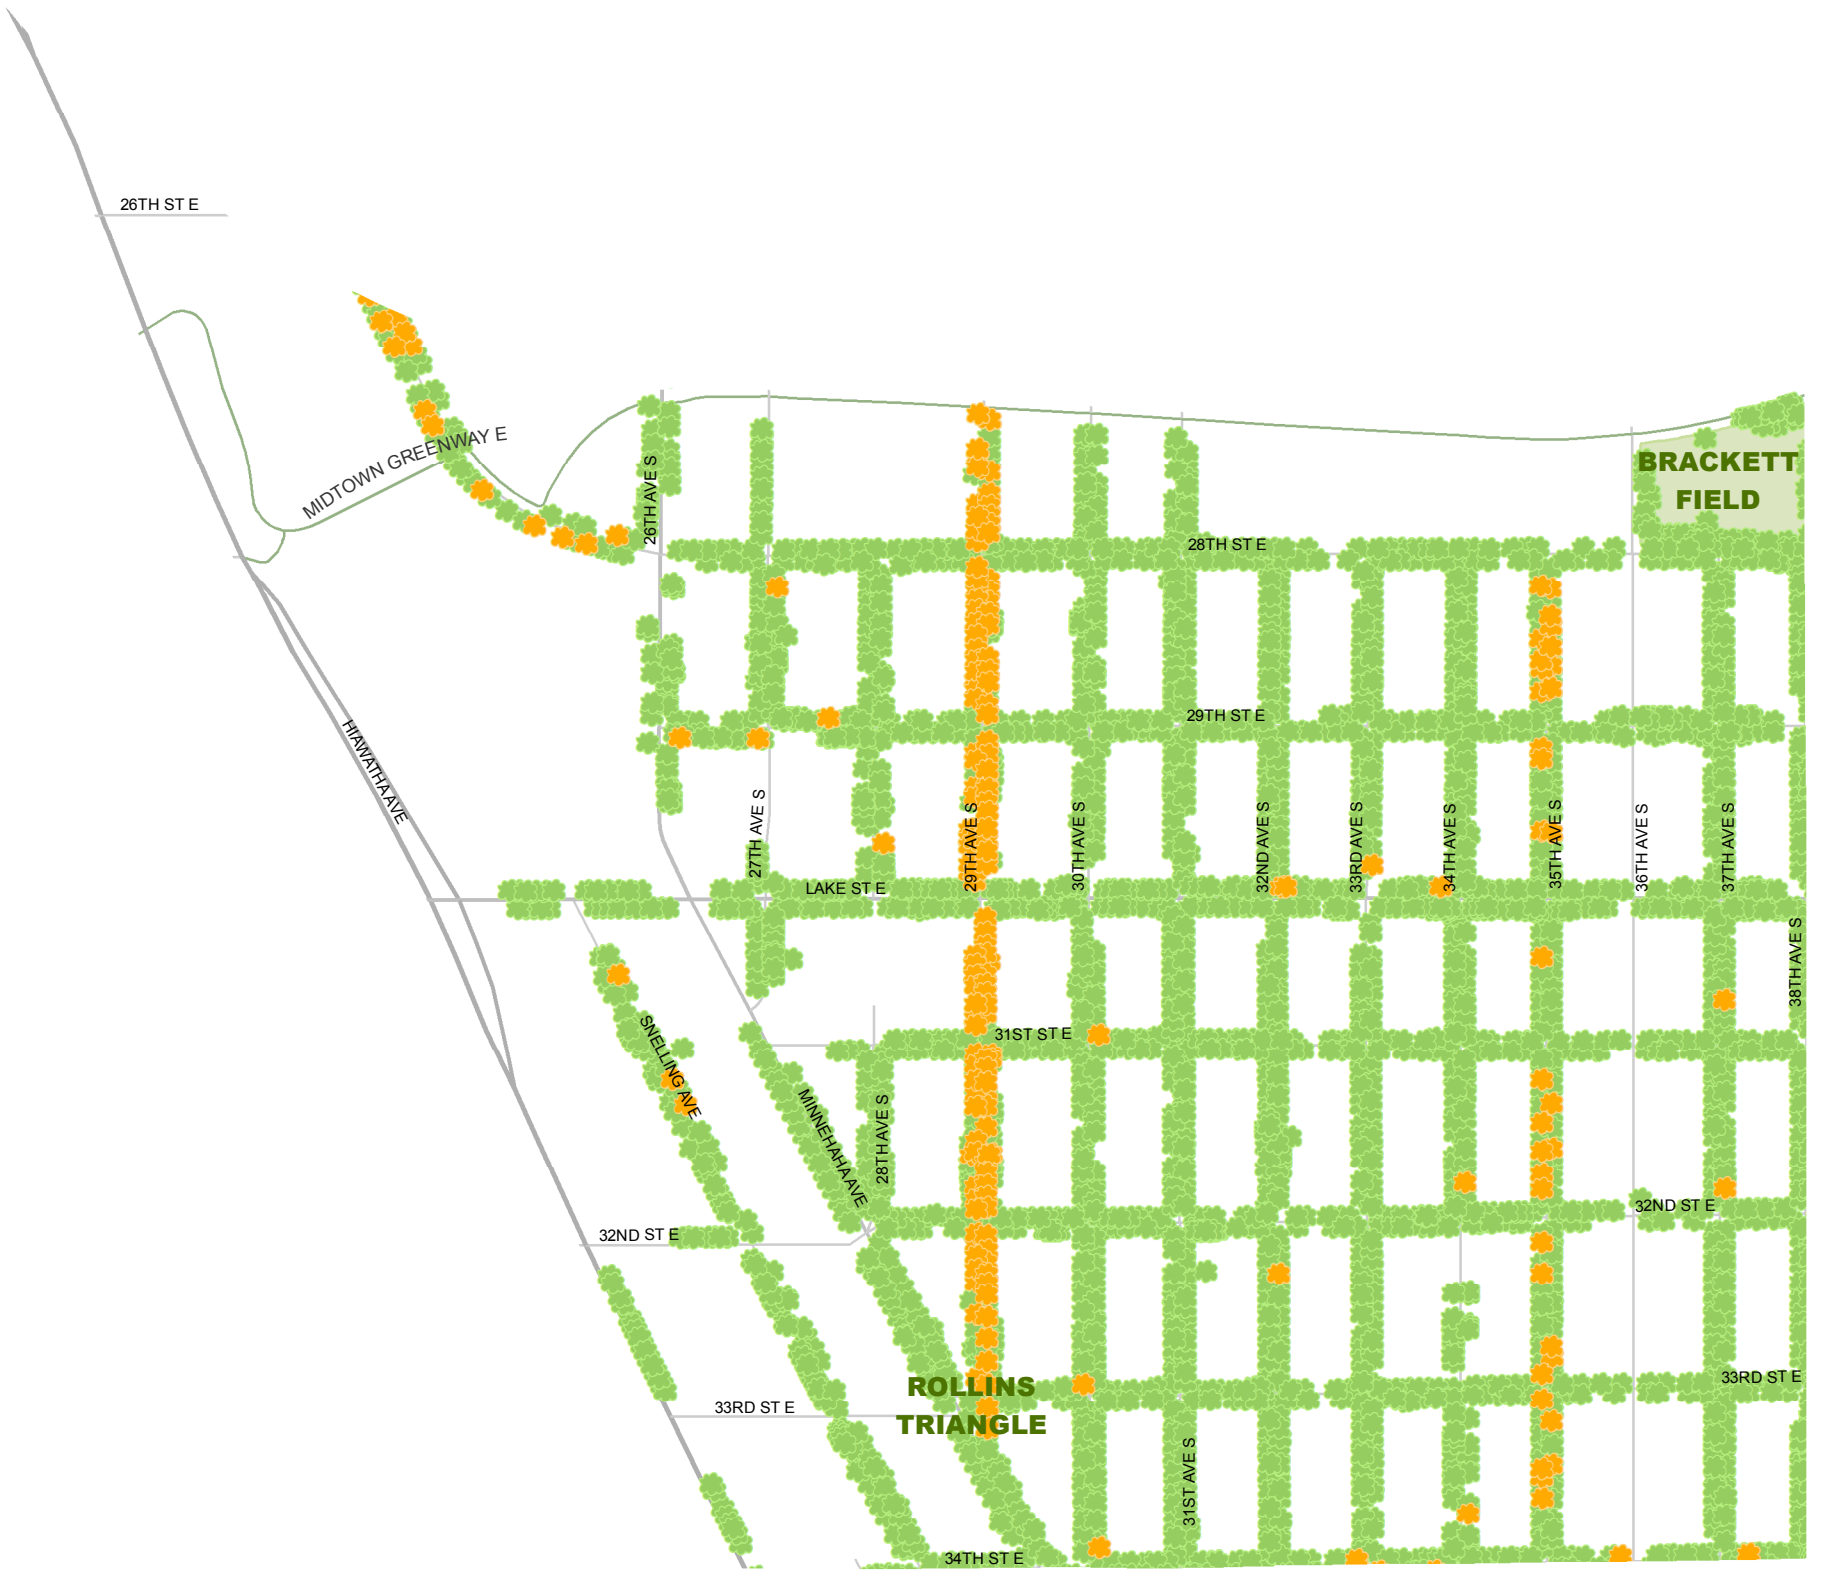 26TH ST E
MIDTOWN GREENWAY E
26TH AVE S
BRACKETT
FIELD
28TH ST E
29TH ST E
HIAWATHA AVE
27TH AVE S
29TH AVE S
30TH AVE S
32ND AVE S
33RD AVE S
34TH AVE S
35TH AVE S
36TH AVE S
37TH AVE S
LAKE ST E
38TH AVE S
SNELLING AVE
31ST ST E
MINNEHAHA AVE
28TH AVE S
32ND ST E
32ND ST E
ROLLINS
TRIANGLE
33RD ST E
33RD ST E
31ST AVE S
34TH ST E